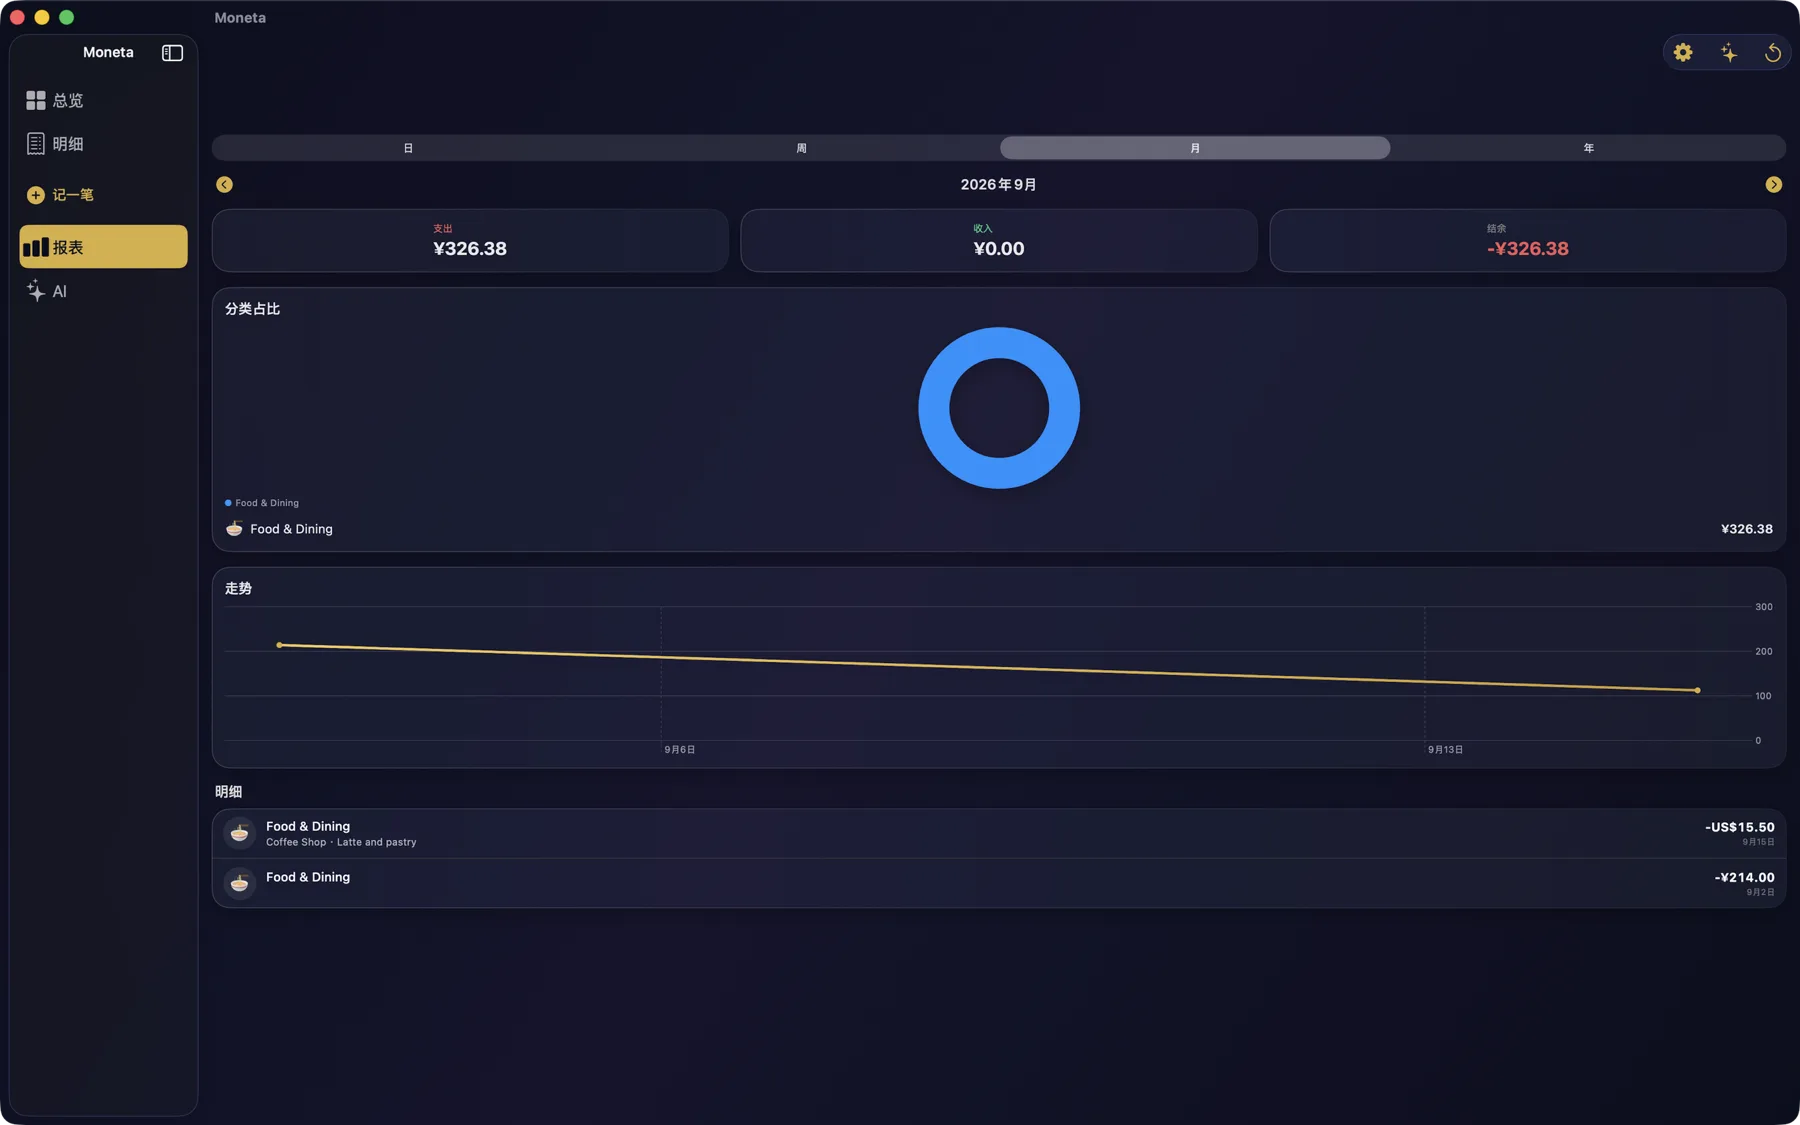 Moneta
Moneta
总览
明细
记一笔
报表
AI
日
周
月
年
2026年9月
支出
¥326.38
收入
¥0.00
结余
-¥326.38
分类占比
Food & Dining
Food & Dining
¥326.38
走势
300
200
100
0
9月6日
9月13日
明细
Food & Dining
Coffee Shop · Latte and pastry
-US$15.50
9月15日
Food & Dining
-¥214.00
9月2日